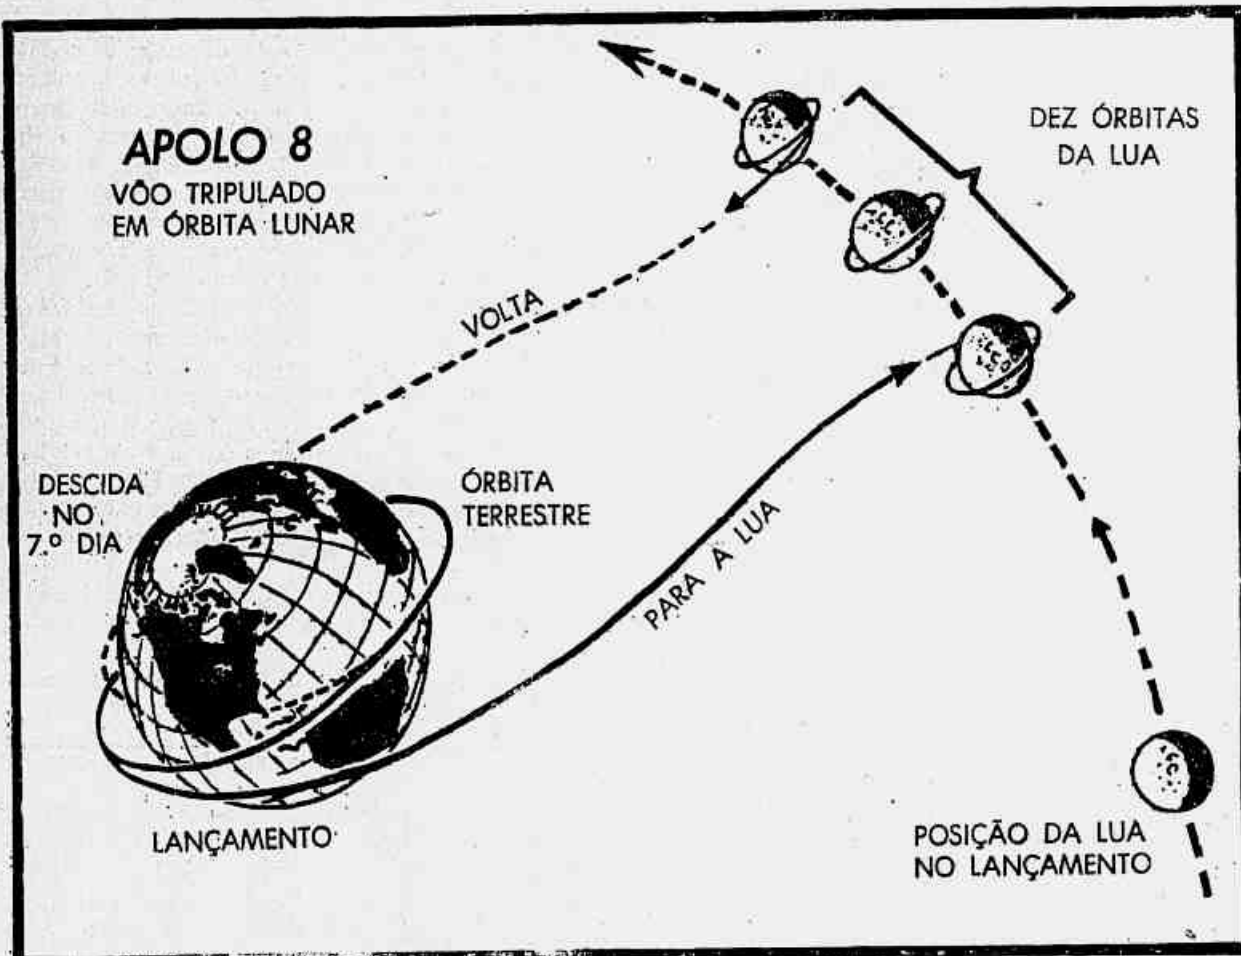 APOLO 8
VÔO TRIPULADO
EM ÓRBITA LUNAR
DEZ ÓRBITAS
DA LUA
VOLTA
DESCIDA
NO
7.º DIA
ÓRBITA
TERRESTRE
PARA A LUA
LANÇAMENTO
POSIÇÃO DA LUA
NO LANÇAMENTO